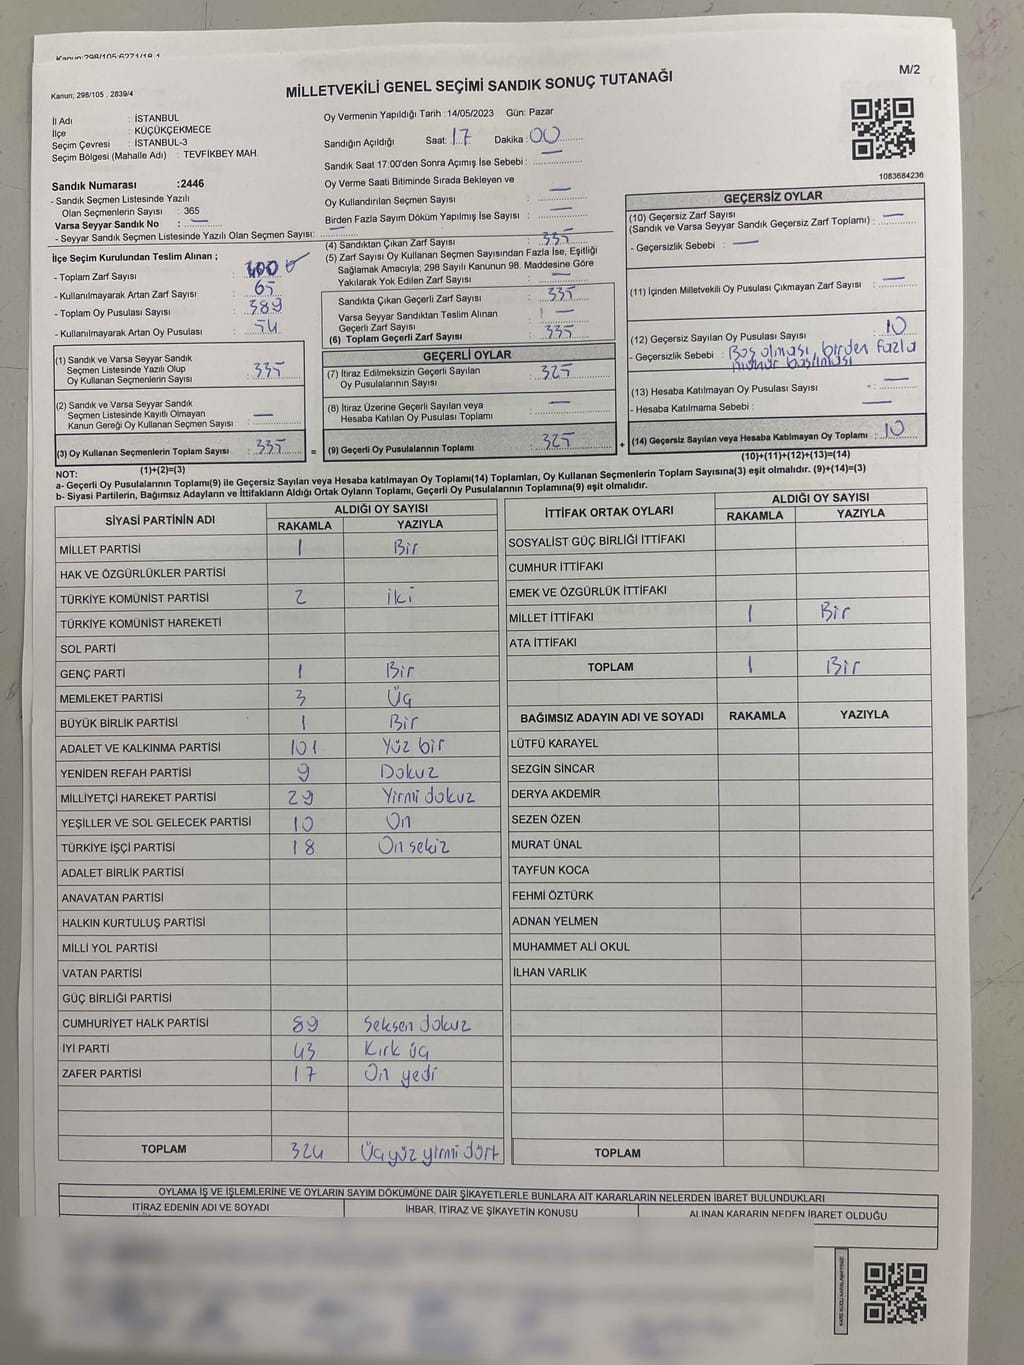 Kanun: 298/105 , 2839/4
MİLLETVEKİLİ GENEL SEÇİMİ SANDIK SONUÇ TUTANAĞI
M/2
İl Adı : İSTANBUL
İlçe : KÜÇÜKÇEKMECE
Seçim Çevresi : İSTANBUL-3
Seçim Bölgesi (Mahalle Adı) : TEVFİKBEY MAH.
Sandık Numarası :2446
- Sandık Seçmen Listesinde Yazılı
Olan Seçmenlerin Sayısı : 365
Varsa Seyyar Sandık No : —
- Seyyar Sandık Seçmen Listesinde Yazılı Olan Seçmen Sayısı: —
İlçe Seçim Kurulundan Teslim Alınan ;
- Toplam Zarf Sayısı : 400
- Kullanılmayarak Artan Zarf Sayısı : 65
- Toplam Oy Pusulası Sayısı : 389
- Kullanılmayarak Artan Oy Pusulası : 54
(1) Sandık ve Varsa Seyyar Sandık
Seçmen Listesinde Yazılı Olup
Oy Kullanan Seçmenlerin Sayısı : 335
(2) Sandık ve Varsa Seyyar Sandık
Seçmen Listesinde Kayıtlı Olmayan
Kanun Gereği Oy Kullanan Seçmen Sayısı : —
(3) Oy Kullanan Seçmenlerin Toplam Sayısı : 335
(1)+(2)=(3)
Oy Vermenin Yapıldığı Tarih :14/05/2023 Gün: Pazar
Sandığın Açıldığı Saat: 17 Dakika : 00
Sandık Saat 17:00'den Sonra Açımış İse Sebebi : —
Oy Verme Saati Bitiminde Sırada Bekleyen ve
Oy Kullandırılan Seçmen Sayısı : —
Birden Fazla Sayım Döküm Yapılmış İse Sayısı : —
(4) Sandıktan Çıkan Zarf Sayısı : 335
(5) Zarf Sayısı Oy Kullanan Seçmen Sayısından Fazla İse, Eşitliği
Sağlamak Amacıyla; 298 Sayılı Kanunun 98. Maddesine Göre
Yakılarak Yok Edilen Zarf Sayısı : —
Sandıkta Çıkan Geçerli Zarf Sayısı : 335
Varsa Seyyar Sandıktan Teslim Alınan
Geçerli Zarf Sayısı : —
(6) Toplam Geçerli Zarf Sayısı : 335
GEÇERLİ OYLAR
(7) İtiraz Edilmeksizin Geçerli Sayılan
Oy Pusulalarının Sayısı : 325
(8) İtiraz Üzerine Geçerli Sayılan veya
Hesaba Katılan Oy Pusulası Toplamı : —
= (9) Geçerli Oy Pusulalarının Toplamı : 325
1083684236
GEÇERSİZ OYLAR
(10) Geçersiz Zarf Sayısı
(Sandık ve Varsa Seyyar Sandık Geçersiz Zarf Toplamı) : —
- Geçersizlik Sebebi : —
(11) İçinden Milletvekili Oy Pusulası Çıkmayan Zarf Sayısı : —
(12) Geçersiz Sayılan Oy Pusulası Sayısı : 10
- Geçersizlik Sebebi : Boş olması, birden fazla
mühür basılması
(13) Hesaba Katılmayan Oy Pusulası Sayısı : —
- Hesaba Katılmama Sebebi : —
+ (14) Geçersiz Sayılan veya Hesaba Katılmayan Oy Toplamı : 10
(10)+(11)+(12)+(13)=(14)
NOT:
a- Geçerli Oy Pusulalarının Toplamı(9) ile Geçersiz Sayılan veya Hesaba katılmayan Oy Toplamı(14) Toplamları, Oy Kullanan Seçmenlerin Toplam Sayısına(3) eşit olmalıdır. (9)+(14)=(3)
b- Siyasi Partilerin, Bağımsız Adayların ve İttifakların Aldığı Ortak Oyların Toplamı, Geçerli Oy Pusulalarının Toplamına(9) eşit olmalıdır.
SİYASİ PARTİNİN ADI ALDIĞI OY SAYISI
RAKAMLA YAZIYLA
MİLLET PARTİSİ 1 Bir
HAK VE ÖZGÜRLÜKLER PARTİSİ
TÜRKİYE KOMÜNİST PARTİSİ 2 iki
TÜRKİYE KOMÜNİST HAREKETİ
SOL PARTİ
GENÇ PARTİ 1 Bir
MEMLEKET PARTİSİ 3 Üç
BÜYÜK BİRLİK PARTİSİ 1 Bir
ADALET VE KALKINMA PARTİSİ 101 Yüz bir
YENİDEN REFAH PARTİSİ 9 Dokuz
MİLLİYETÇİ HAREKET PARTİSİ 29 Yirmi dokuz
YEŞİLLER VE SOL GELECEK PARTİSİ 10 On
TÜRKİYE İŞÇİ PARTİSİ 18 On sekiz
ADALET BİRLİK PARTİSİ
ANAVATAN PARTİSİ
HALKIN KURTULUŞ PARTİSİ
MİLLİ YOL PARTİSİ
VATAN PARTİSİ
GÜÇ BİRLİĞİ PARTİSİ
CUMHURİYET HALK PARTİSİ 89 Seksen dokuz
İYİ PARTİ 43 Kırk üç
ZAFER PARTİSİ 17 On yedi
TOPLAM 324 Üçyüz yirmi dört
İTTİFAK ORTAK OYLARI ALDIĞI OY SAYISI
RAKAMLA YAZIYLA
SOSYALİST GÜÇ BİRLİĞİ İTTİFAKI
CUMHUR İTTİFAKI
EMEK VE ÖZGÜRLÜK İTTİFAKI
MİLLET İTTİFAKI 1 Bir
ATA İTTİFAKI
TOPLAM 1 Bir
BAĞIMSIZ ADAYIN ADI VE SOYADI RAKAMLA YAZIYLA
LÜTFÜ KARAYEL
SEZGİN SİNCAR
DERYA AKDEMİR
SEZEN ÖZEN
MURAT ÜNAL
TAYFUN KOCA
FEHMİ ÖZTÜRK
ADNAN YELMEN
MUHAMMET ALİ OKUL
İLHAN VARLIK
TOPLAM
OYLAMA İŞ VE İŞLEMLERİNE VE OYLARIN SAYIM DÖKÜMÜNE DAİR ŞİKAYETLERLE BUNLARA AİT KARARLARIN NELERDEN İBARET BULUNDUKLARI
İTİRAZ EDENİN ADI VE SOYADI İHBAR, İTİRAZ VE ŞİKAYETİN KONUSU ALINAN KARARIN NEDEN İBARET OLDUĞU